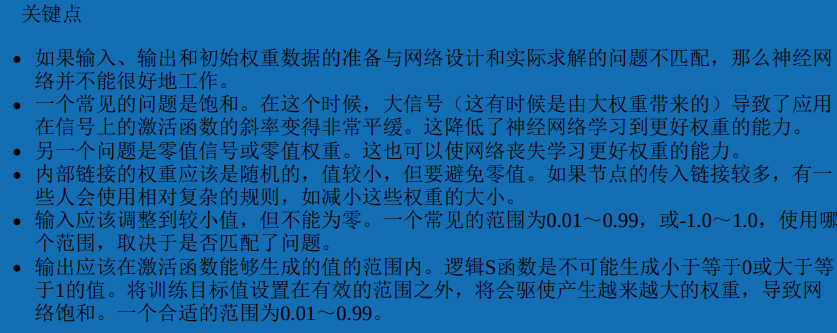 关键点
• 如果输入、输出和初始权重数据的准备与网络设计和实际求解的问题不匹配，那么神经网
络并不能很好地工作。
• 一个常见的问题是饱和。在这个时候，大信号（这有时候是由大权重带来的）导致了应用
在信号上的激活函数的斜率变得非常平缓。这降低了神经网络学习到更好权重的能力。
• 另一个问题是零值信号或零值权重。这也可以使网络丧失学习更好权重的能力。
• 内部链接的权重应该是随机的，值较小，但要避免零值。如果节点的传入链接较多，有一
些人会使用相对复杂的规则，如减小这些权重的大小。
• 输入应该调整到较小值，但不能为零。一个常见的范围为0.01～0.99，或-1.0～1.0，使用哪
个范围，取决于是否匹配了问题。
• 输出应该在激活函数能够生成的值的范围内。逻辑S函数是不可能生成小于等于0或大于等
于1的值。将训练目标值设置在有效的范围之外，将会驱使产生越来越大的权重，导致网
络饱和。一个合适的范围为0.01～0.99。